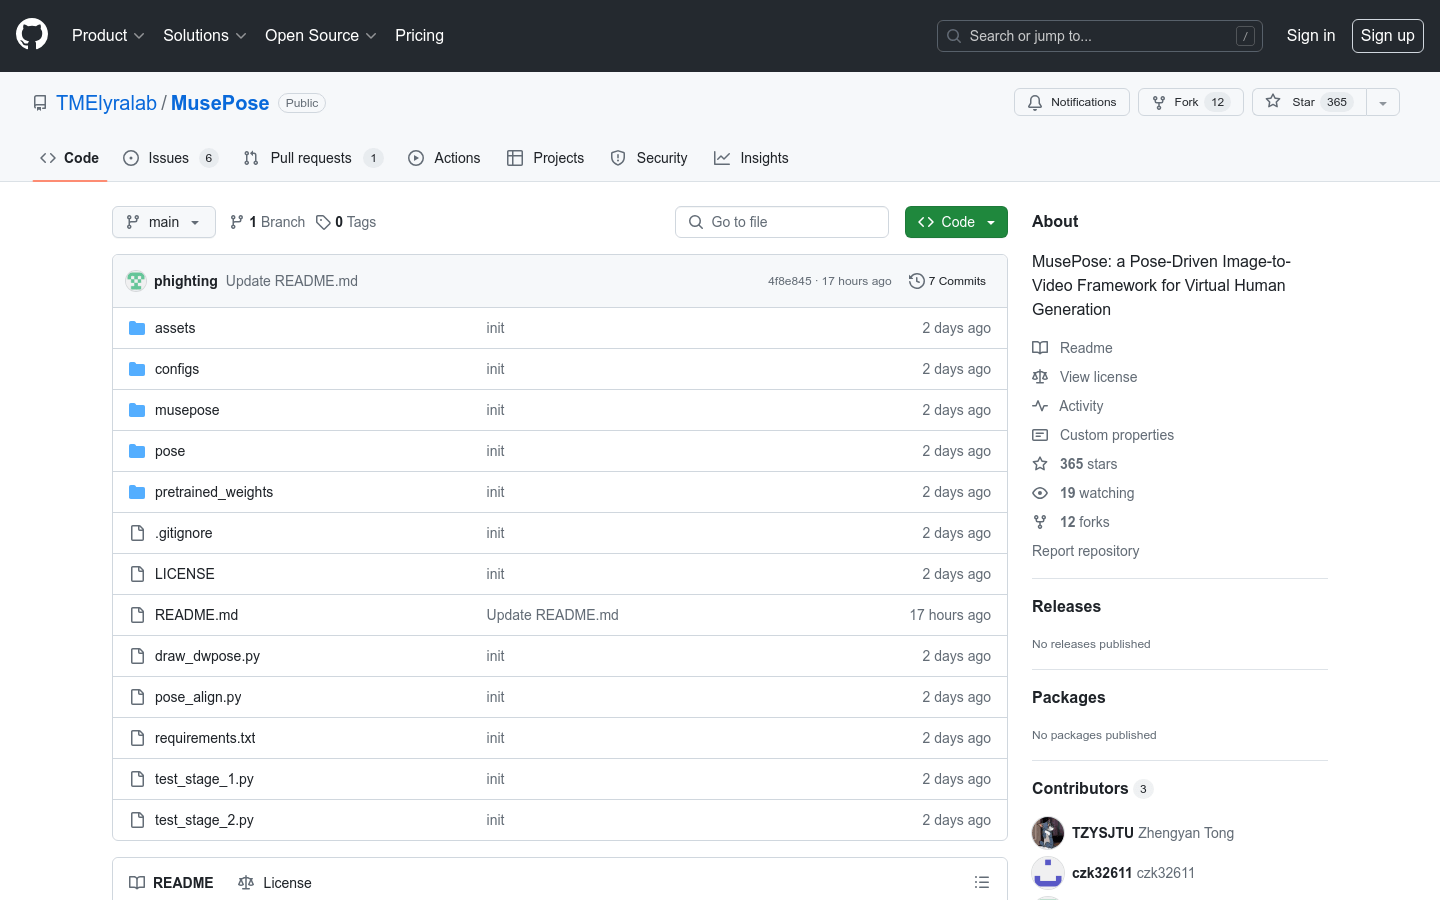 Product Solutions Open Source Pricing Search or jump to... / Sign in Sign up
TMElyralab / MusePose Public Notifications Fork 12 Star 365
Code Issues 6 Pull requests 1 Actions Projects Security Insights
main 1 Branch 0 Tags Go to file Code
phighting Update README.md 4f8e845 · 17 hours ago 7 Commits
assets init 2 days ago
configs init 2 days ago
musepose init 2 days ago
pose init 2 days ago
pretrained_weights init 2 days ago
.gitignore init 2 days ago
LICENSE init 2 days ago
README.md Update README.md 17 hours ago
draw_dwpose.py init 2 days ago
pose_align.py init 2 days ago
requirements.txt init 2 days ago
test_stage_1.py init 2 days ago
test_stage_2.py init 2 days ago
README License
About
MusePose: a Pose-Driven Image-to-
Video Framework for Virtual Human
Generation
Readme
View license
Activity
Custom properties
365 stars
19 watching
12 forks
Report repository
Releases
No releases published
Packages
No packages published
Contributors 3
TZYSJTU Zhengyan Tong
czk32611 czk32611